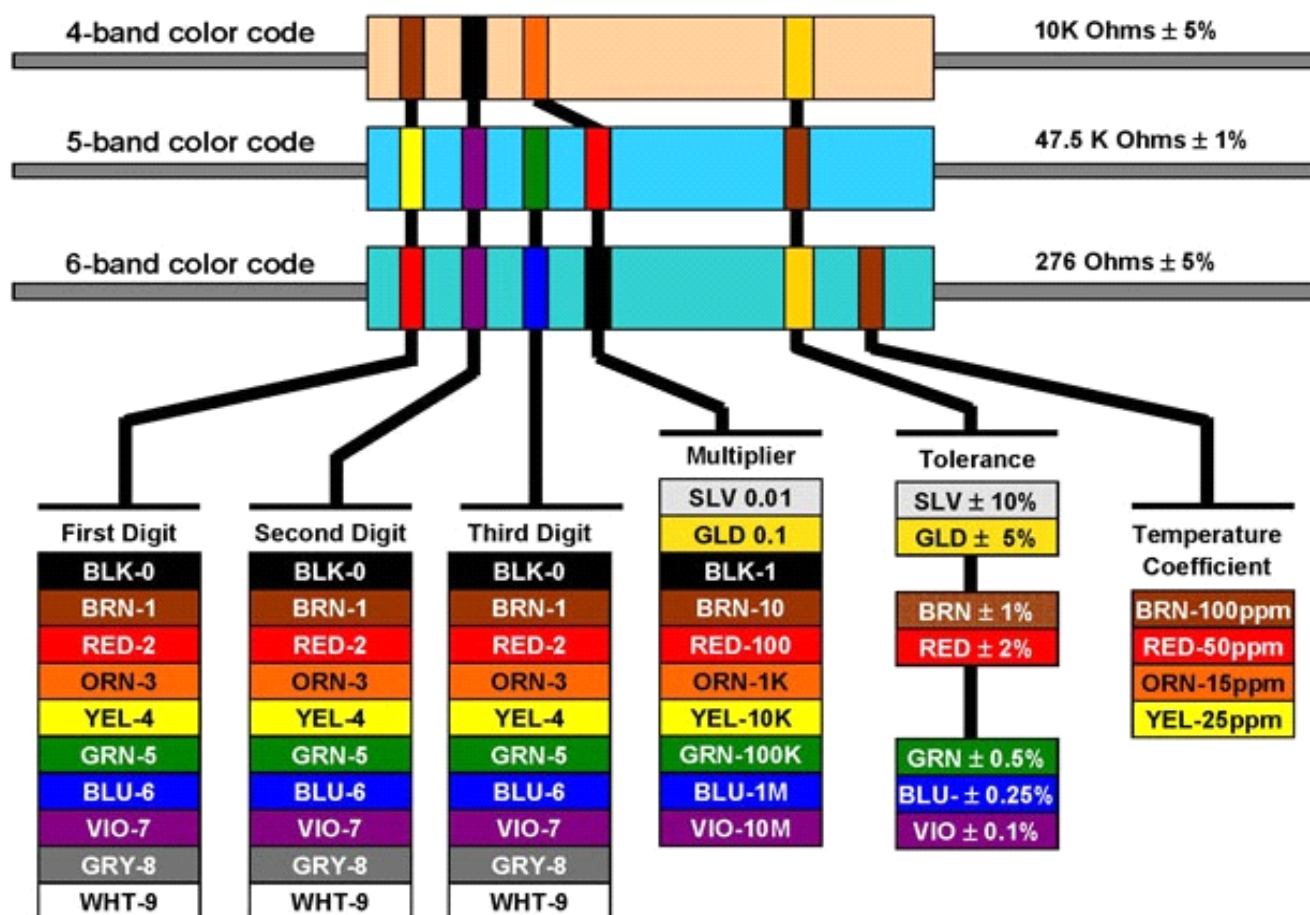 4-band color code
10K Ohms ± 5%
5-band color code
47.5 K Ohms ± 1%
6-band color code
276 Ohms ± 5%
First Digit
BLK-0
BRN-1
RED-2
ORN-3
YEL-4
GRN-5
BLU-6
VIO-7
GRY-8
WHT-9
Second Digit
BLK-0
BRN-1
RED-2
ORN-3
YEL-4
GRN-5
BLU-6
VIO-7
GRY-8
WHT-9
Third Digit
BLK-0
BRN-1
RED-2
ORN-3
YEL-4
GRN-5
BLU-6
VIO-7
GRY-8
WHT-9
Multiplier
SLV 0.01
GLD 0.1
BLK-1
BRN-10
RED-100
ORN-1K
YEL-10K
GRN-100K
BLU-1M
VIO-10M
Tolerance
SLV ± 10%
GLD ± 5%
BRN ± 1%
RED ± 2%
GRN ± 0.5%
BLU- ± 0.25%
VIO ± 0.1%
Temperature
Coefficient
BRN-100ppm
RED-50ppm
ORN-15ppm
YEL-25ppm